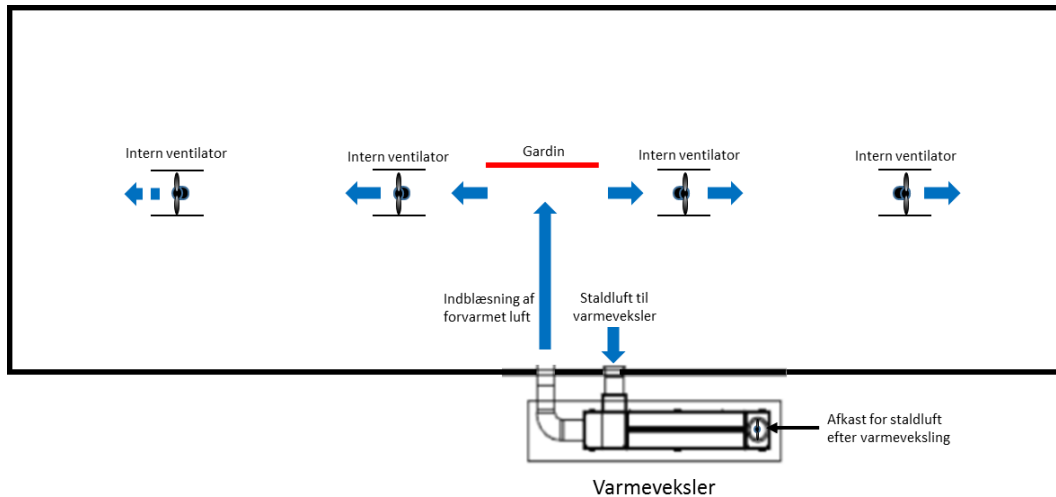 Intern ventilator
Intern ventilator
Gardin
Intern ventilator
Intern ventilator
Indblæsning af
forvarmet luft
Staldluft til
varmeveksler
Afkast for staldluft
efter varmeveksling
Varmeveksler